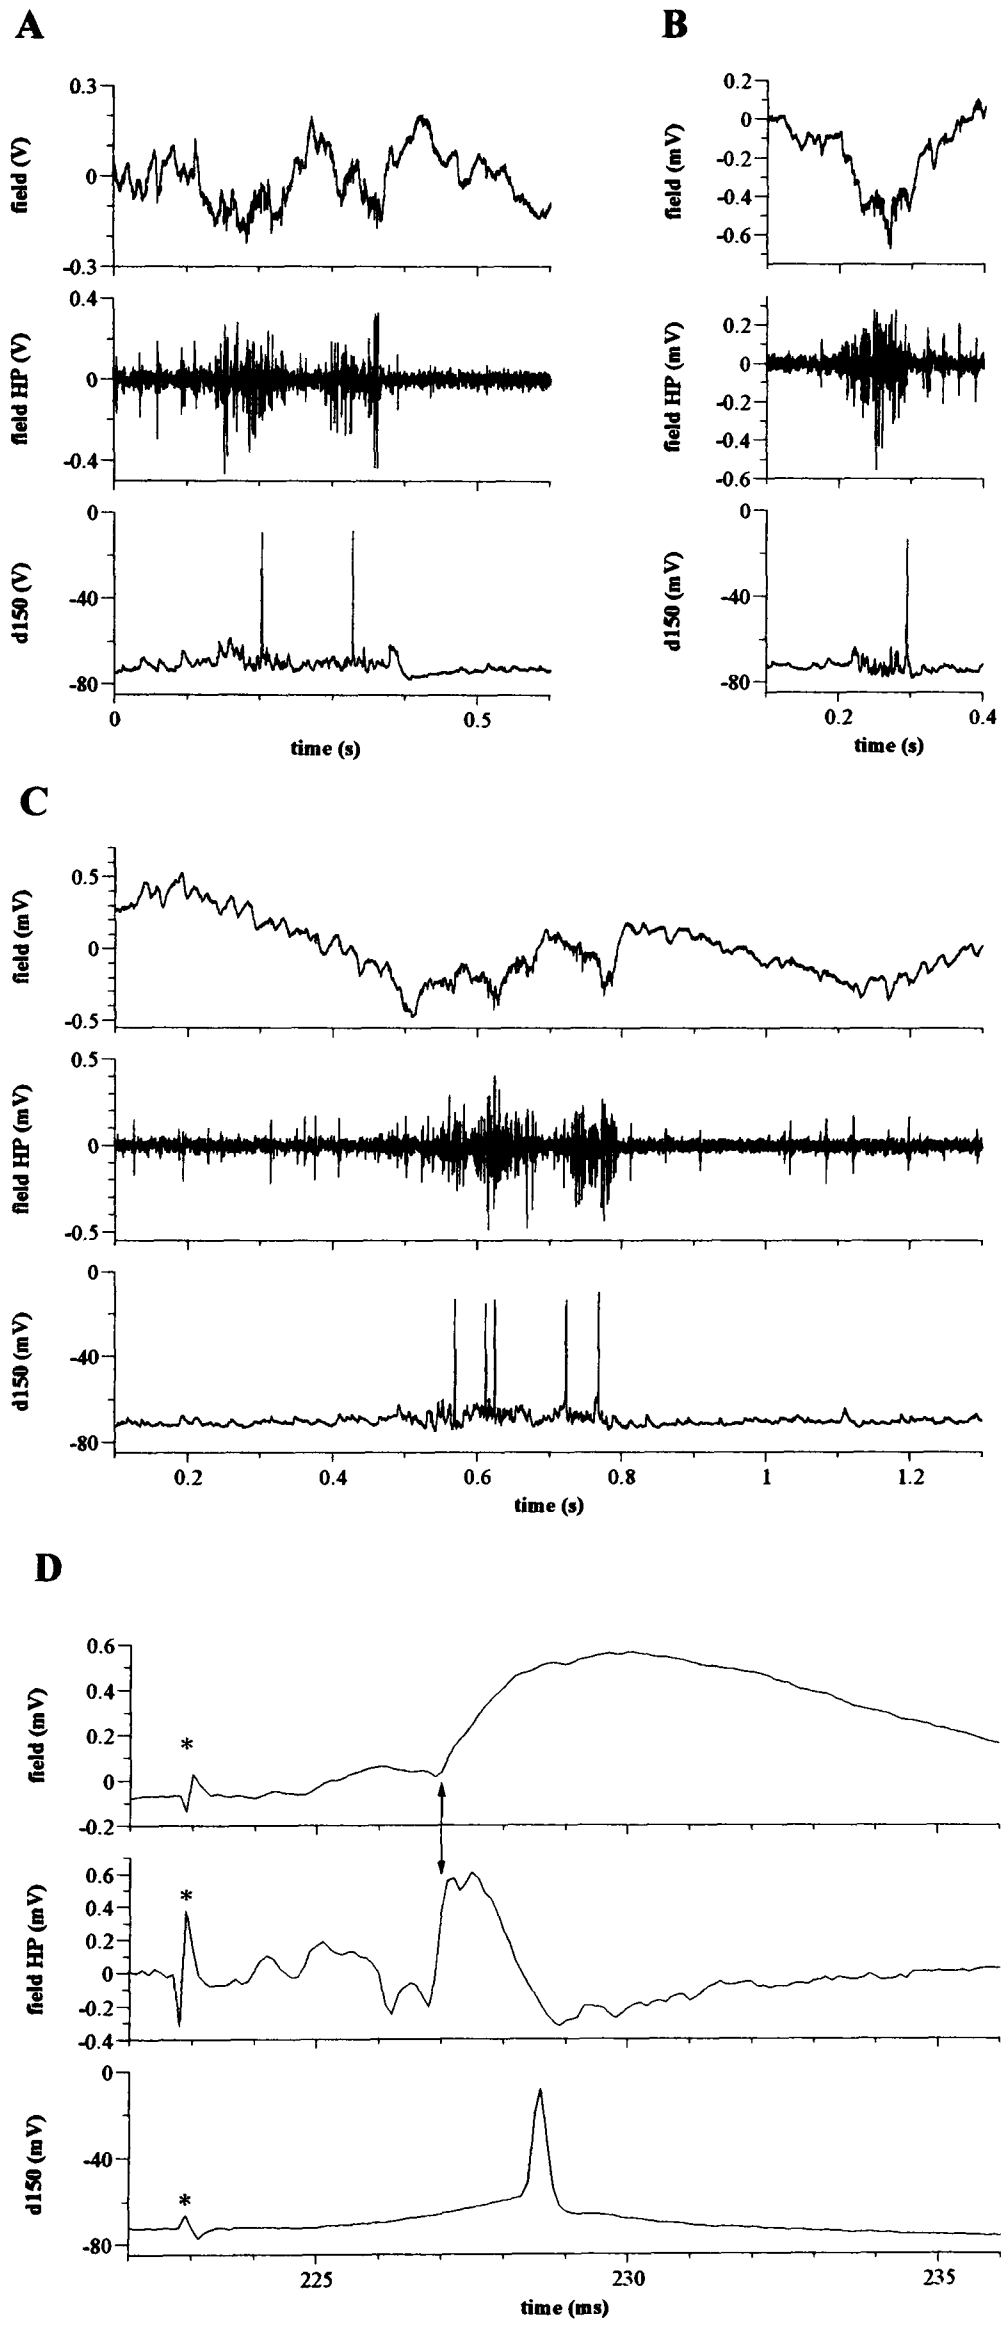 A
B
0.3
0
-0.3
field (V)
0.2
0
-0.2
-0.4
-0.6
field (mV)
0.4
0
-0.4
field HP (V)
0.2
0
-0.2
-0.4
-0.6
field HP (mV)
0
-40
-80
d150 (V)
0
-40
-80
d150 (mV)
0 0.5
time (s)
0.2 0.4
time (s)
C
0.5
0
-0.5
field (mV)
0.5
0
-0.5
field HP (mV)
0
-40
-80
d150 (mV)
0.2 0.4 0.6 0.8 1 1.2
time (s)
D
0.6
0.4
0.2
0
-0.2
field (mV)
*
0.6
0.4
0.2
0
-0.2
-0.4
field HP (mV)
*
0
-40
-80
d150 (mV)
*
225 230 235
time (ms)